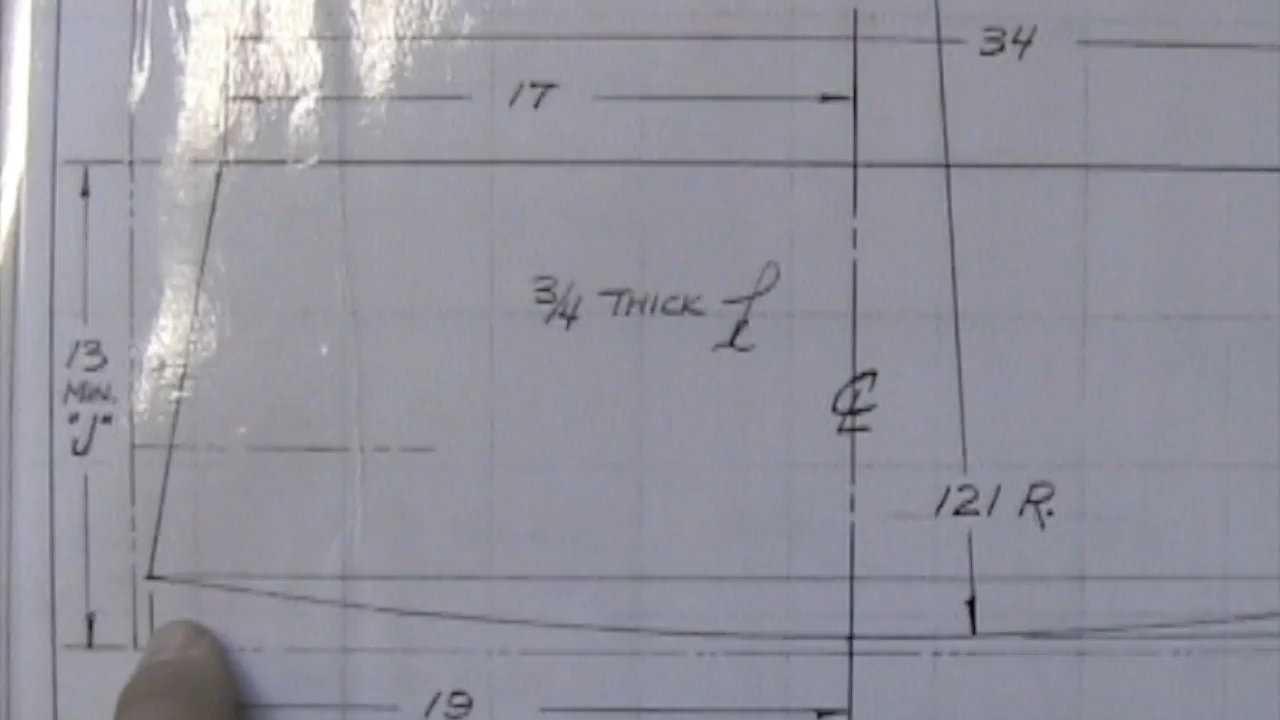 34
17
3/4 THICK ⅊
13
MIN.
"J"
℄
121 R.
19